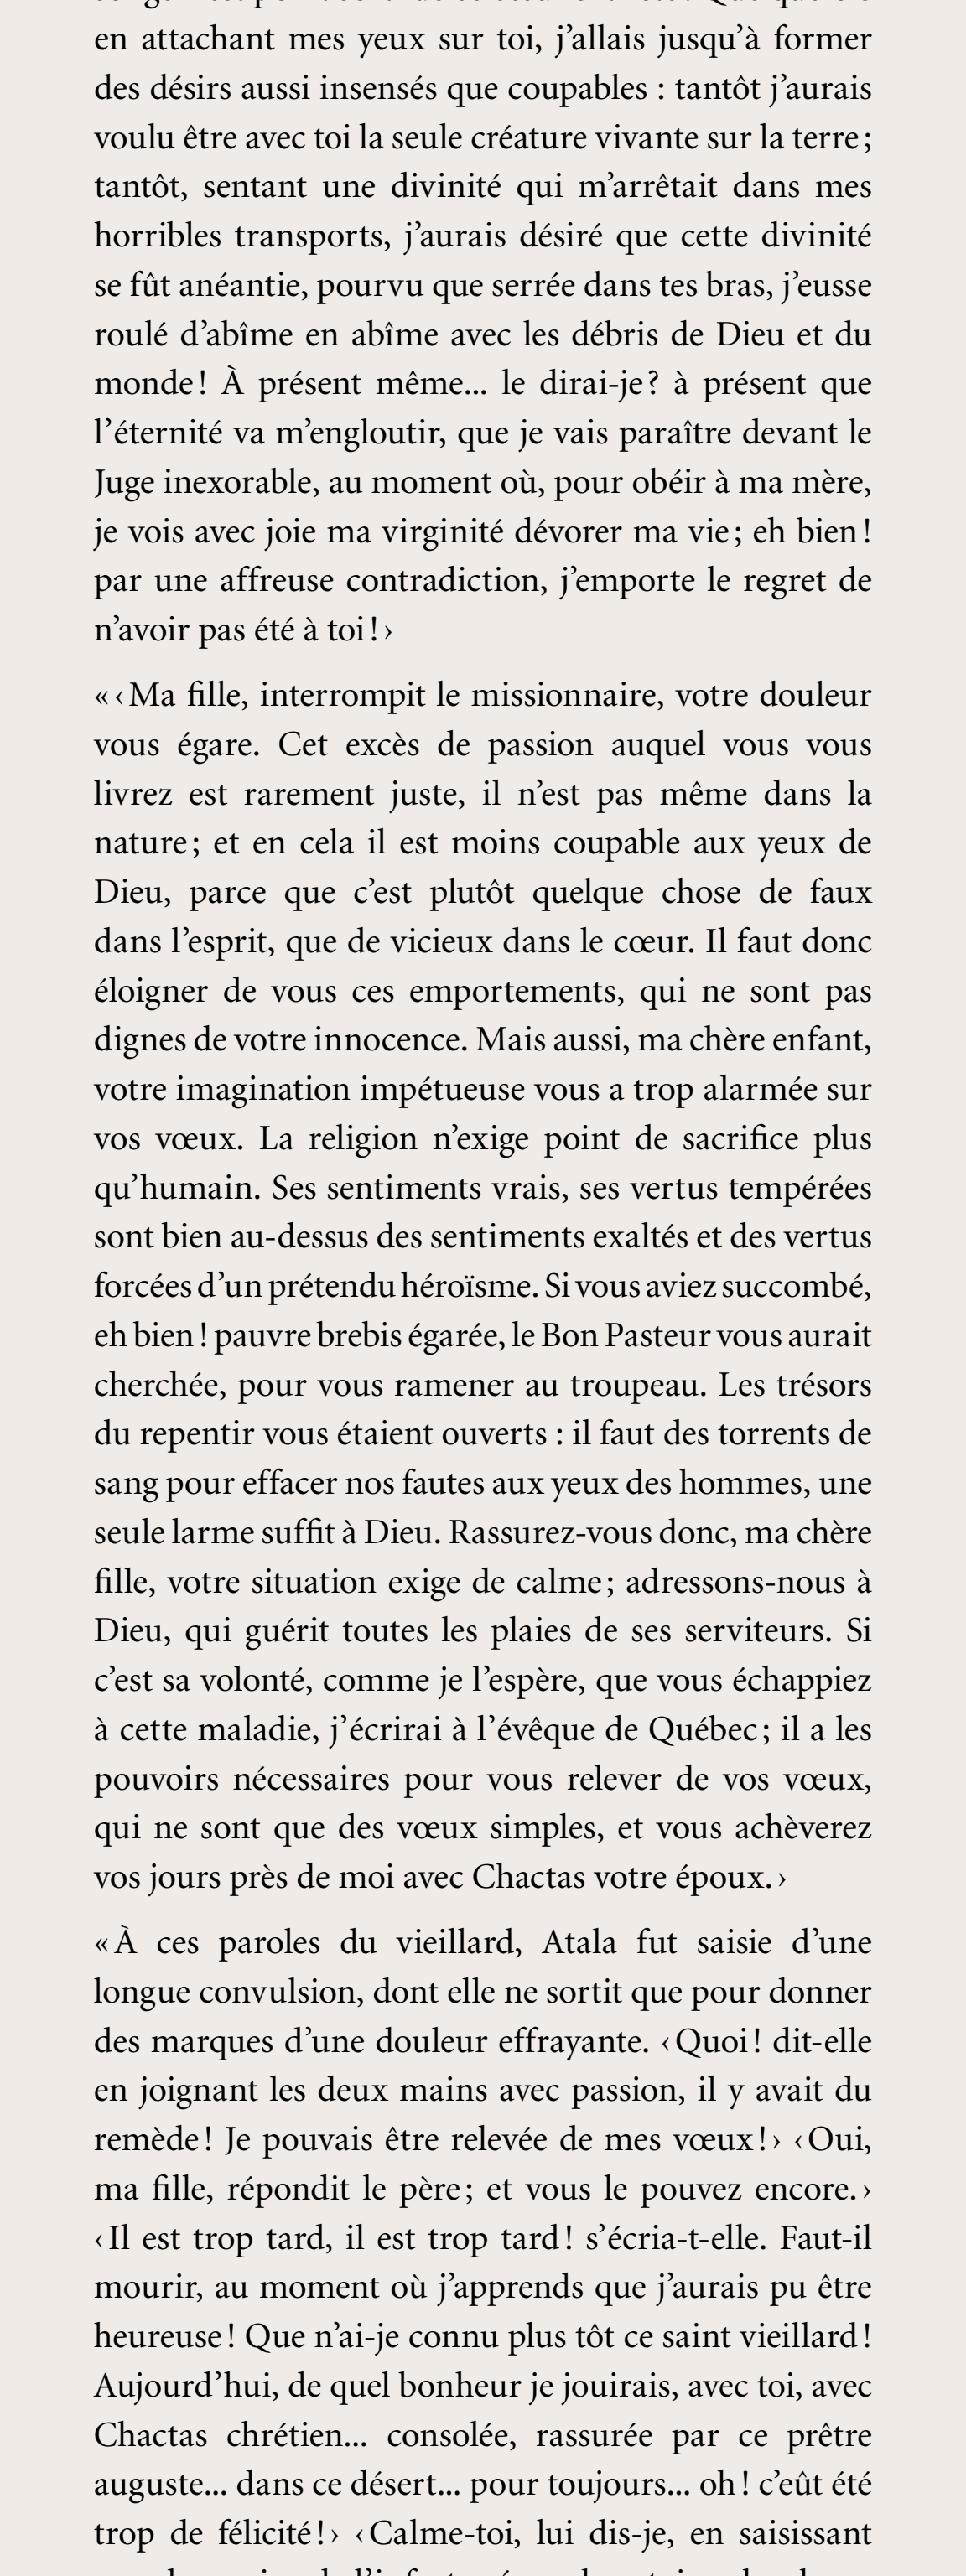 en attachant mes yeux sur toi, j’allais jusqu’à former
des désirs aussi insensés que coupables : tantôt j’aurais
voulu être avec toi la seule créature vivante sur la terre ;
tantôt, sentant une divinité qui m’arrêtait dans mes
horribles transports, j’aurais désiré que cette divinité
se fût anéantie, pourvu que serrée dans tes bras, j’eusse
roulé d’abîme en abîme avec les débris de Dieu et du
monde ! À présent même... le dirai-je ? à présent que
l’éternité va m’engloutir, que je vais paraître devant le
Juge inexorable, au moment où, pour obéir à ma mère,
je vois avec joie ma virginité dévorer ma vie ; eh bien !
par une affreuse contradiction, j’emporte le regret de
n’avoir pas été à toi ! ›
« ‹ Ma fille, interrompit le missionnaire, votre douleur
vous égare. Cet excès de passion auquel vous vous
livrez est rarement juste, il n’est pas même dans la
nature ; et en cela il est moins coupable aux yeux de
Dieu, parce que c’est plutôt quelque chose de faux
dans l’esprit, que de vicieux dans le cœur. Il faut donc
éloigner de vous ces emportements, qui ne sont pas
dignes de votre innocence. Mais aussi, ma chère enfant,
votre imagination impétueuse vous a trop alarmée sur
vos vœux. La religion n’exige point de sacrifice plus
qu’humain. Ses sentiments vrais, ses vertus tempérées
sont bien au-dessus des sentiments exaltés et des vertus
forcées d’un prétendu héroïsme. Si vous aviez succombé,
eh bien ! pauvre brebis égarée, le Bon Pasteur vous aurait
cherchée, pour vous ramener au troupeau. Les trésors
du repentir vous étaient ouverts : il faut des torrents de
sang pour effacer nos fautes aux yeux des hommes, une
seule larme suffit à Dieu. Rassurez-vous donc, ma chère
fille, votre situation exige de calme ; adressons-nous à
Dieu, qui guérit toutes les plaies de ses serviteurs. Si
c’est sa volonté, comme je l’espère, que vous échappiez
à cette maladie, j’écrirai à l’évêque de Québec ; il a les
pouvoirs nécessaires pour vous relever de vos vœux,
qui ne sont que des vœux simples, et vous achèverez
vos jours près de moi avec Chactas votre époux. ›
« À ces paroles du vieillard, Atala fut saisie d’une
longue convulsion, dont elle ne sortit que pour donner
des marques d’une douleur effrayante. ‹ Quoi ! dit-elle
en joignant les deux mains avec passion, il y avait du
remède ! Je pouvais être relevée de mes vœux ! › ‹ Oui,
ma fille, répondit le père ; et vous le pouvez encore. ›
‹ Il est trop tard, il est trop tard ! s’écria-t-elle. Faut-il
mourir, au moment où j’apprends que j’aurais pu être
heureuse ! Que n’ai-je connu plus tôt ce saint vieillard !
Aujourd’hui, de quel bonheur je jouirais, avec toi, avec
Chactas chrétien... consolée, rassurée par ce prêtre
auguste... dans ce désert... pour toujours... oh ! c’eût été
trop de félicité ! › ‹ Calme-toi, lui dis-je, en saisissant